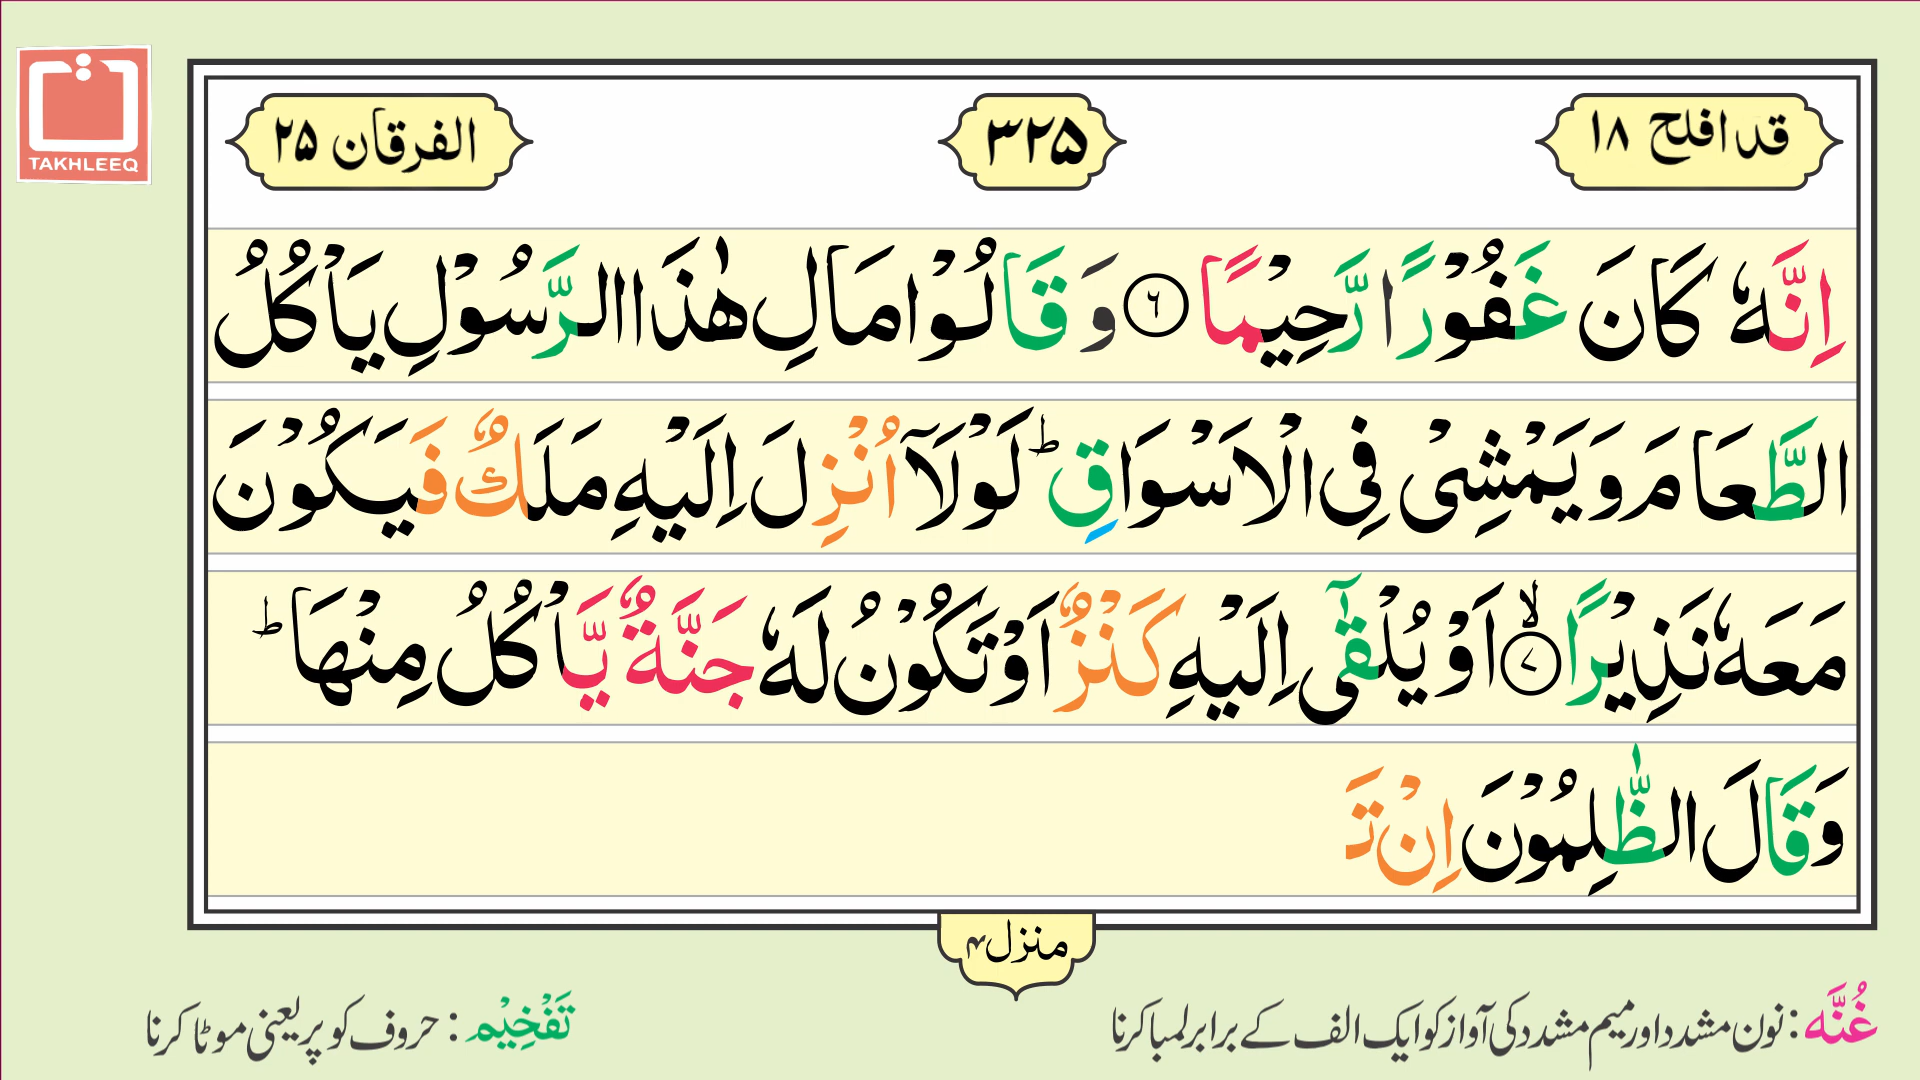 TAKHLEEQ
قد افلح ١٨
٣٢٥
الفرقان ٢٥
اِنَّهٗ كَانَ غَفُوْرًا رَّحِيْمًا ٦ وَقَالُوْا مَالِ هٰذَا الرَّسُوْلِ يَاْكُلُ
الطَّعَامَ وَيَمْشِىْ فِى الْاَسْوَاقِ ؕ لَوْلَاۤ اُنْزِلَ اِلَيْهِ مَلَكٌ فَيَكُوْنَ
مَعَهٗ نَذِيْرًا ۙ ٧ اَوْ يُلْقٰۤى اِلَيْهِ كَنْزٌ اَوْ تَكُوْنُ لَهٗ جَنَّةٌ يَّاْكُلُ مِنْهَا ؕ
وَقَالَ الظّٰلِمُوْنَ اِنْ تَ
منزل ۴
غُنَّه : نون مشدد اور میم مشدد کی آواز کو ایک الف کے برابر لمبا کرنا
تَفْخِيْم : حروف کو پر یعنی موٹا کرنا